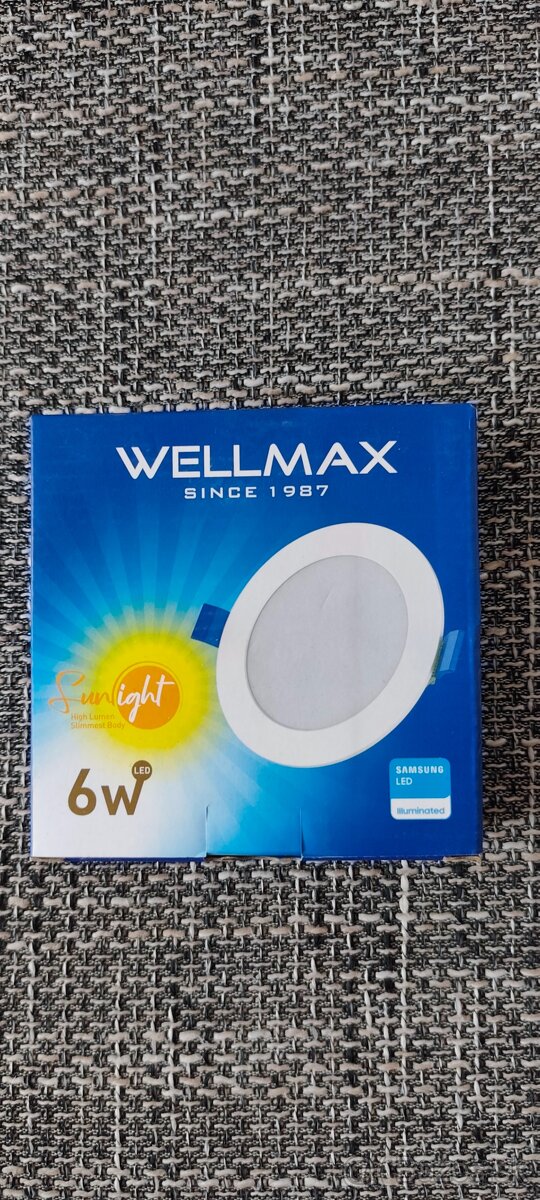 WELLMAX
SINCE 1987
Sunlight
High Lumen
Slimmest Body
6W LED
SAMSUNG
LED
Illuminated